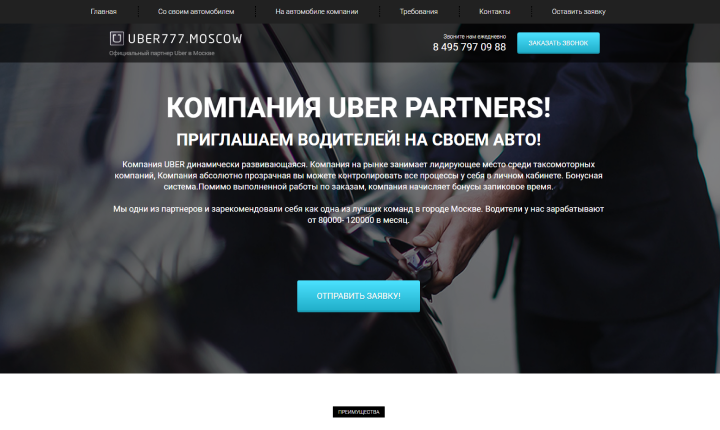 Главная
Со своим автомобилем
На автомобиле компании
Требования
Контакты
Оставить заявку
UBER777.MOSCOW
Официальный партнер Uber в Москве
Звоните нам ежедневно
8 495 797 09 88
ЗАКАЗАТЬ ЗВОНОК
КОМПАНИЯ UBER PARTNERS!
ПРИГЛАШАЕМ ВОДИТЕЛЕЙ! НА СВОЕМ АВТО!
Компания UBER динамически развивающаяся. Компания на рынке занимает лидирующее место среди таксомоторных
компаний, Компания абсолютно прозрачная вы можете контролировать все процессы у себя в личном кабинете. Бонусная
система.Помимо выполненной работы по заказам, компания начисляет бонусы запиковое время.
Мы одни из партнеров и зарекомендовали себя как одна из лучших команд в городе Москве. Водители у нас зарабатывают
от 80000- 120000 в месяц.
ОТПРАВИТЬ ЗАЯВКУ!
ПРЕИМУЩЕСТВА